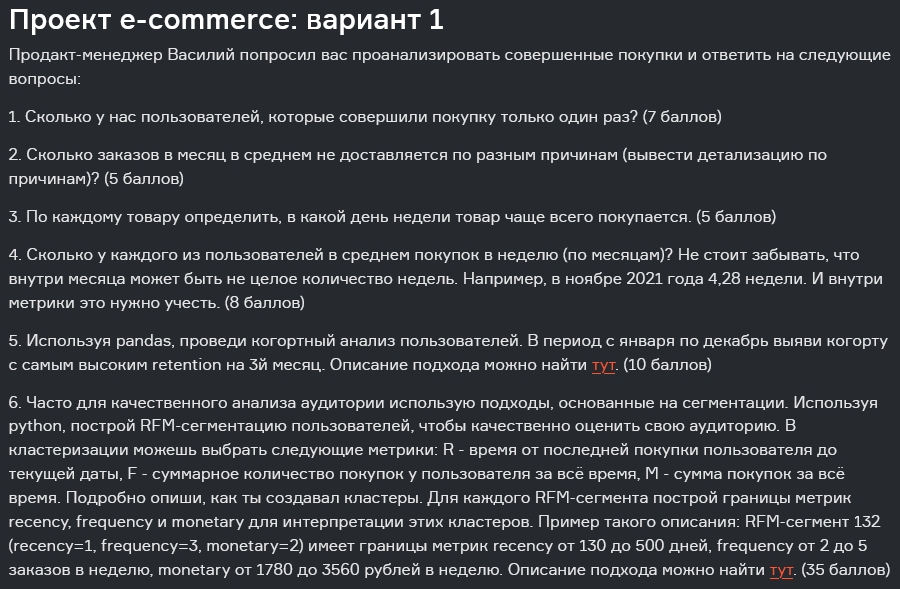 Проект e-commerce: вариант 1
Продакт-менеджер Василий попросил вас проанализировать совершенные покупки и ответить на следующие
вопросы:
1. Сколько у нас пользователей, которые совершили покупку только один раз? (7 баллов)
2. Сколько заказов в месяц в среднем не доставляется по разным причинам (вывести детализацию по
причинам)? (5 баллов)
3. По каждому товару определить, в какой день недели товар чаще всего покупается. (5 баллов)
4. Сколько у каждого из пользователей в среднем покупок в неделю (по месяцам)? Не стоит забывать, что
внутри месяца может быть не целое количество недель. Например, в ноябре 2021 года 4,28 недели. И внутри
метрики это нужно учесть. (8 баллов)
5. Используя pandas, проведи когортный анализ пользователей. В период с января по декабрь выяви когорту
с самым высоким retention на 3й месяц. Описание подхода можно найти тут. (10 баллов)
6. Часто для качественного анализа аудитории использую подходы, основанные на сегментации. Используя
python, построй RFM-сегментацию пользователей, чтобы качественно оценить свою аудиторию. В
кластеризации можешь выбрать следующие метрики: R - время от последней покупки пользователя до
текущей даты, F - суммарное количество покупок у пользователя за всё время, M - сумма покупок за всё
время. Подробно опиши, как ты создавал кластеры. Для каждого RFM-сегмента построй границы метрик
recency, frequency и monetary для интерпретации этих кластеров. Пример такого описания: RFM-сегмент 132
(recency=1, frequency=3, monetary=2) имеет границы метрик recency от 130 до 500 дней, frequency от 2 до 5
заказов в неделю, monetary от 1780 до 3560 рублей в неделю. Описание подхода можно найти тут. (35 баллов)